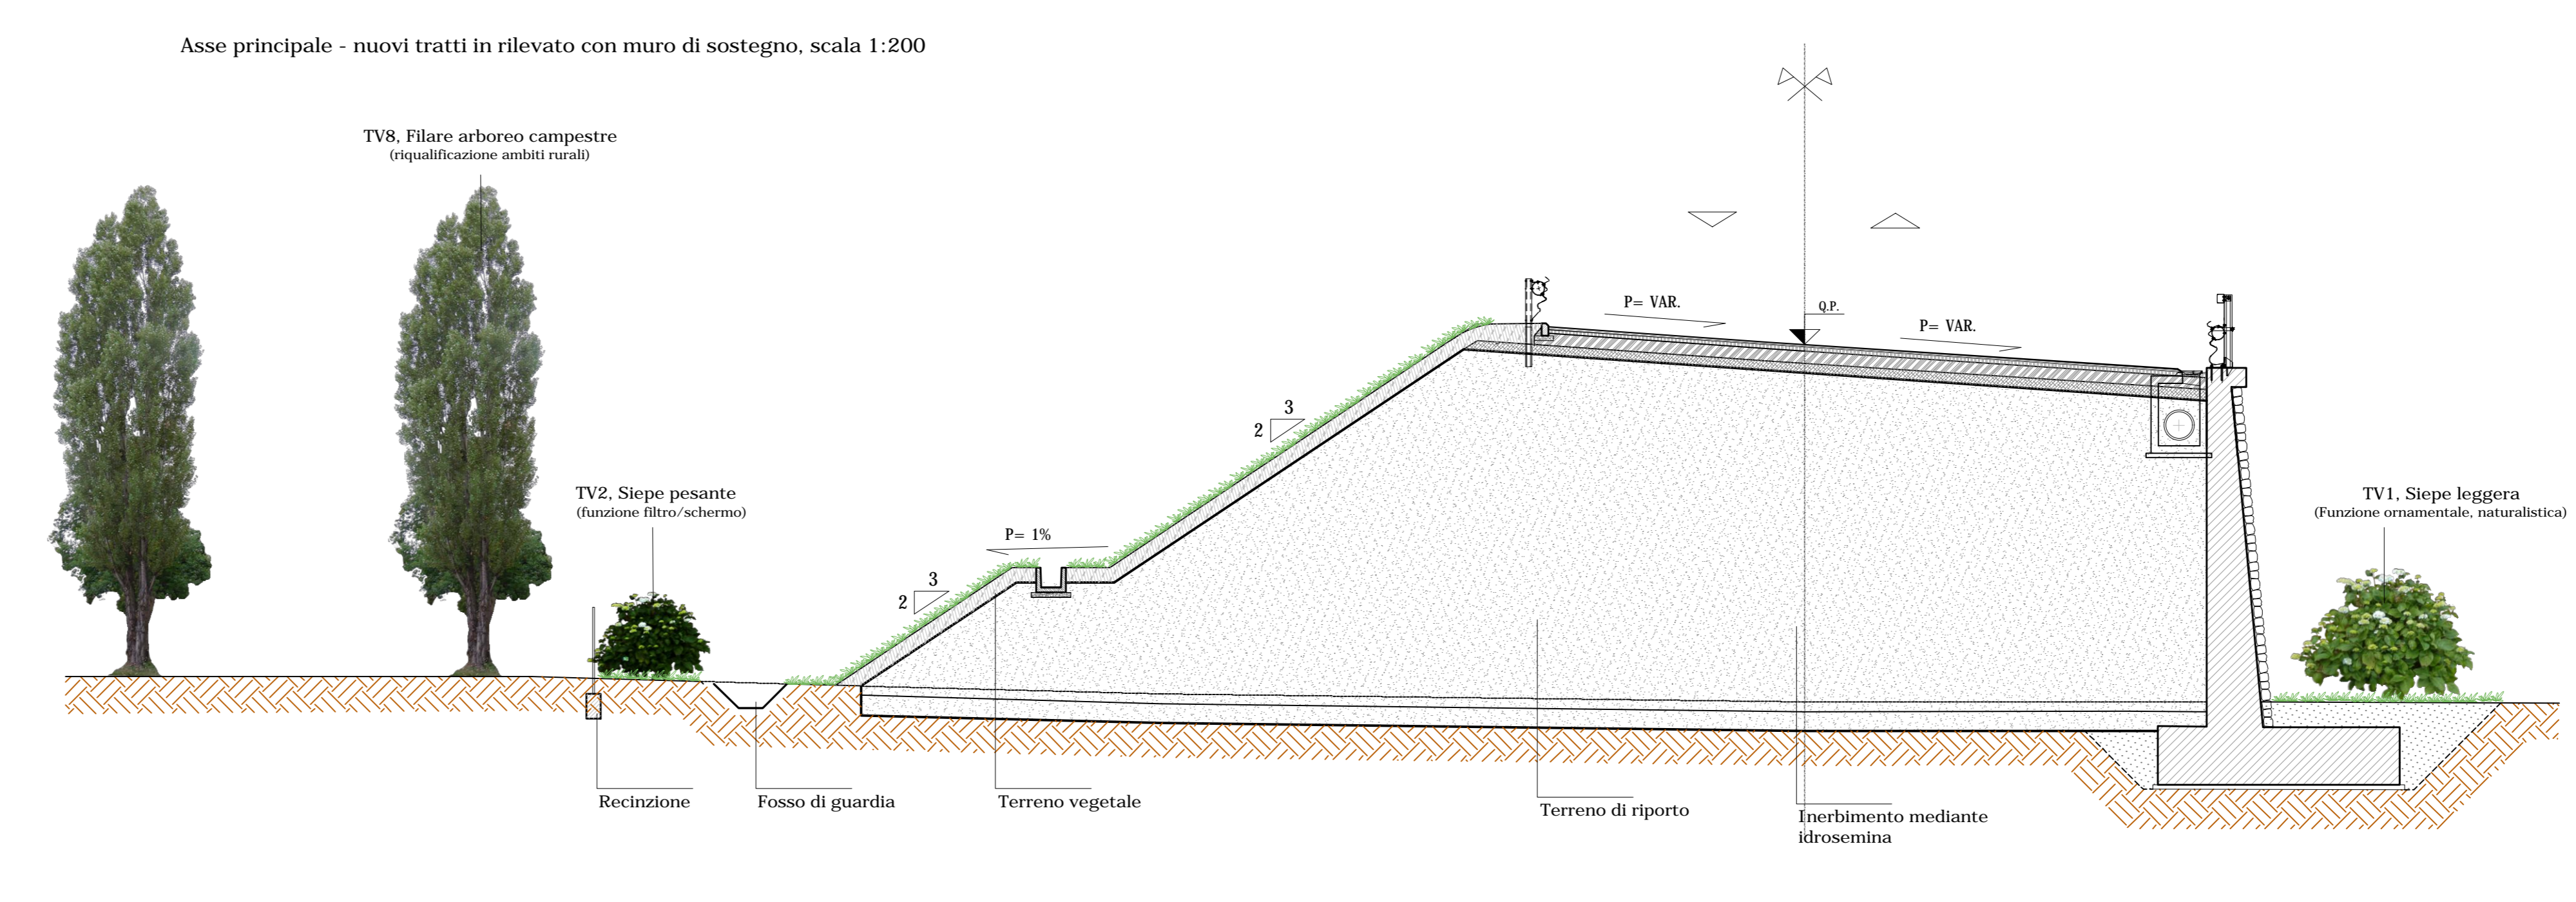 Asse principale - nuovi tratti in rilevato con muro di sostegno, scala 1:200
TV8, Filare arboreo campestre
(riqualificazione ambiti rurali)
P= VAR.
Q.P.
P= VAR.
3
2
TV2, Siepe pesante
(funzione filtro/schermo)
TV1, Siepe leggera
(Funzione ornamentale, naturalistica)
P= 1%
3
2
Recinzione
Fosso di guardia
Terreno vegetale
Terreno di riporto
Inerbimento mediante
idrosemina